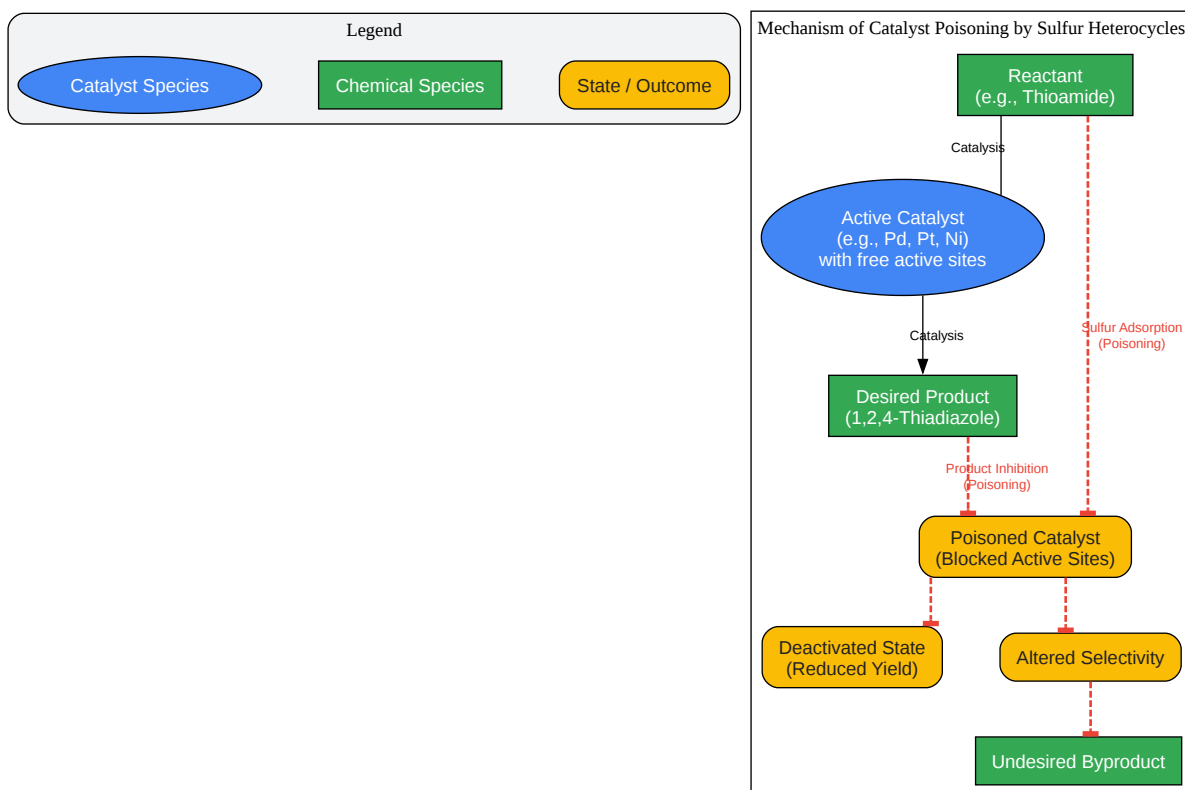 Legend
Catalyst Species
Chemical Species
State / Outcome
Mechanism of Catalyst Poisoning by Sulfur Heterocycles
Reactant
(e.g., Thioamide)
Catalysis
Active Catalyst
(e.g., Pd, Pt, Ni)
with free active sites
Sulfur Adsorption
(Poisoning)
Catalysis
Desired Product
(1,2,4-Thiadiazole)
Product Inhibition
(Poisoning)
Poisoned Catalyst
(Blocked Active Sites)
Deactivated State
(Reduced Yield)
Altered Selectivity
Undesired Byproduct